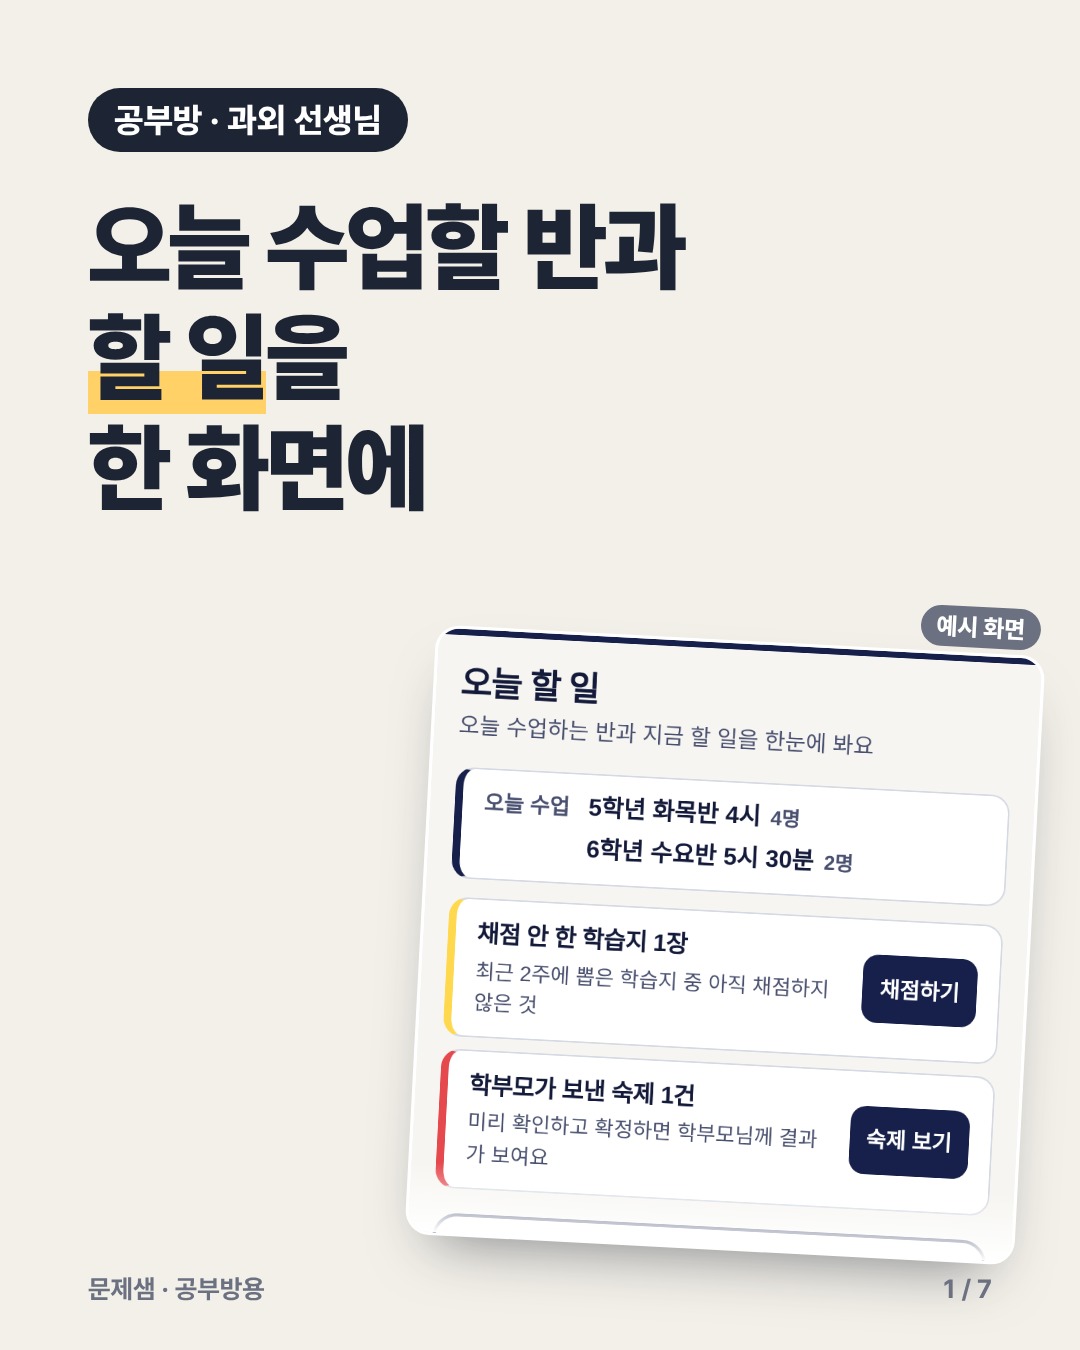 공부방 · 과외 선생님
오늘 수업할 반과
할 일을
한 화면에
예시 화면
오늘 할 일
오늘 수업하는 반과 지금 할 일을 한눈에 봐요
오늘 수업 5학년 화목반 4시 4명
6학년 수요반 5시 30분 2명
채점 안 한 학습지 1장
최근 2주에 뽑은 학습지 중 아직 채점하지
않은 것
채점하기
학부모가 보낸 숙제 1건
미리 확인하고 확정하면 학부모님께 결과
가 보여요
숙제 보기
문제샘 · 공부방용
1 / 7